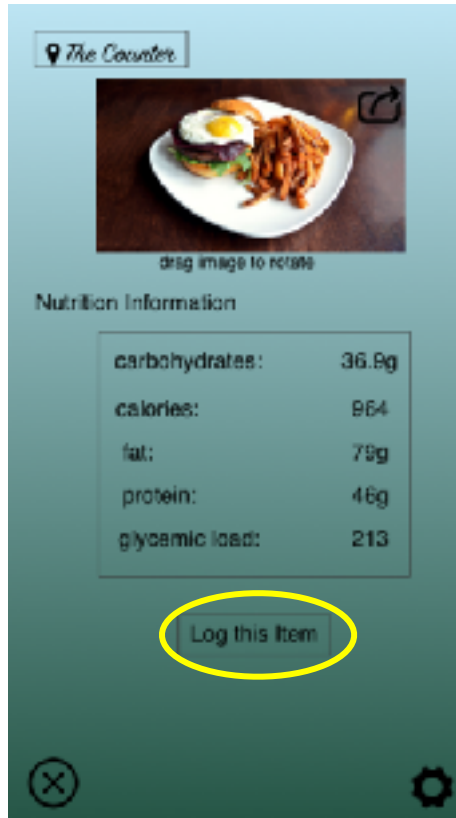 The Counter
drag image to rotate
Nutrition Information
carbohydrates: 36.9g
calories: 964
fat: 79g
protein: 46g
glycemic load: 213
Log this Item